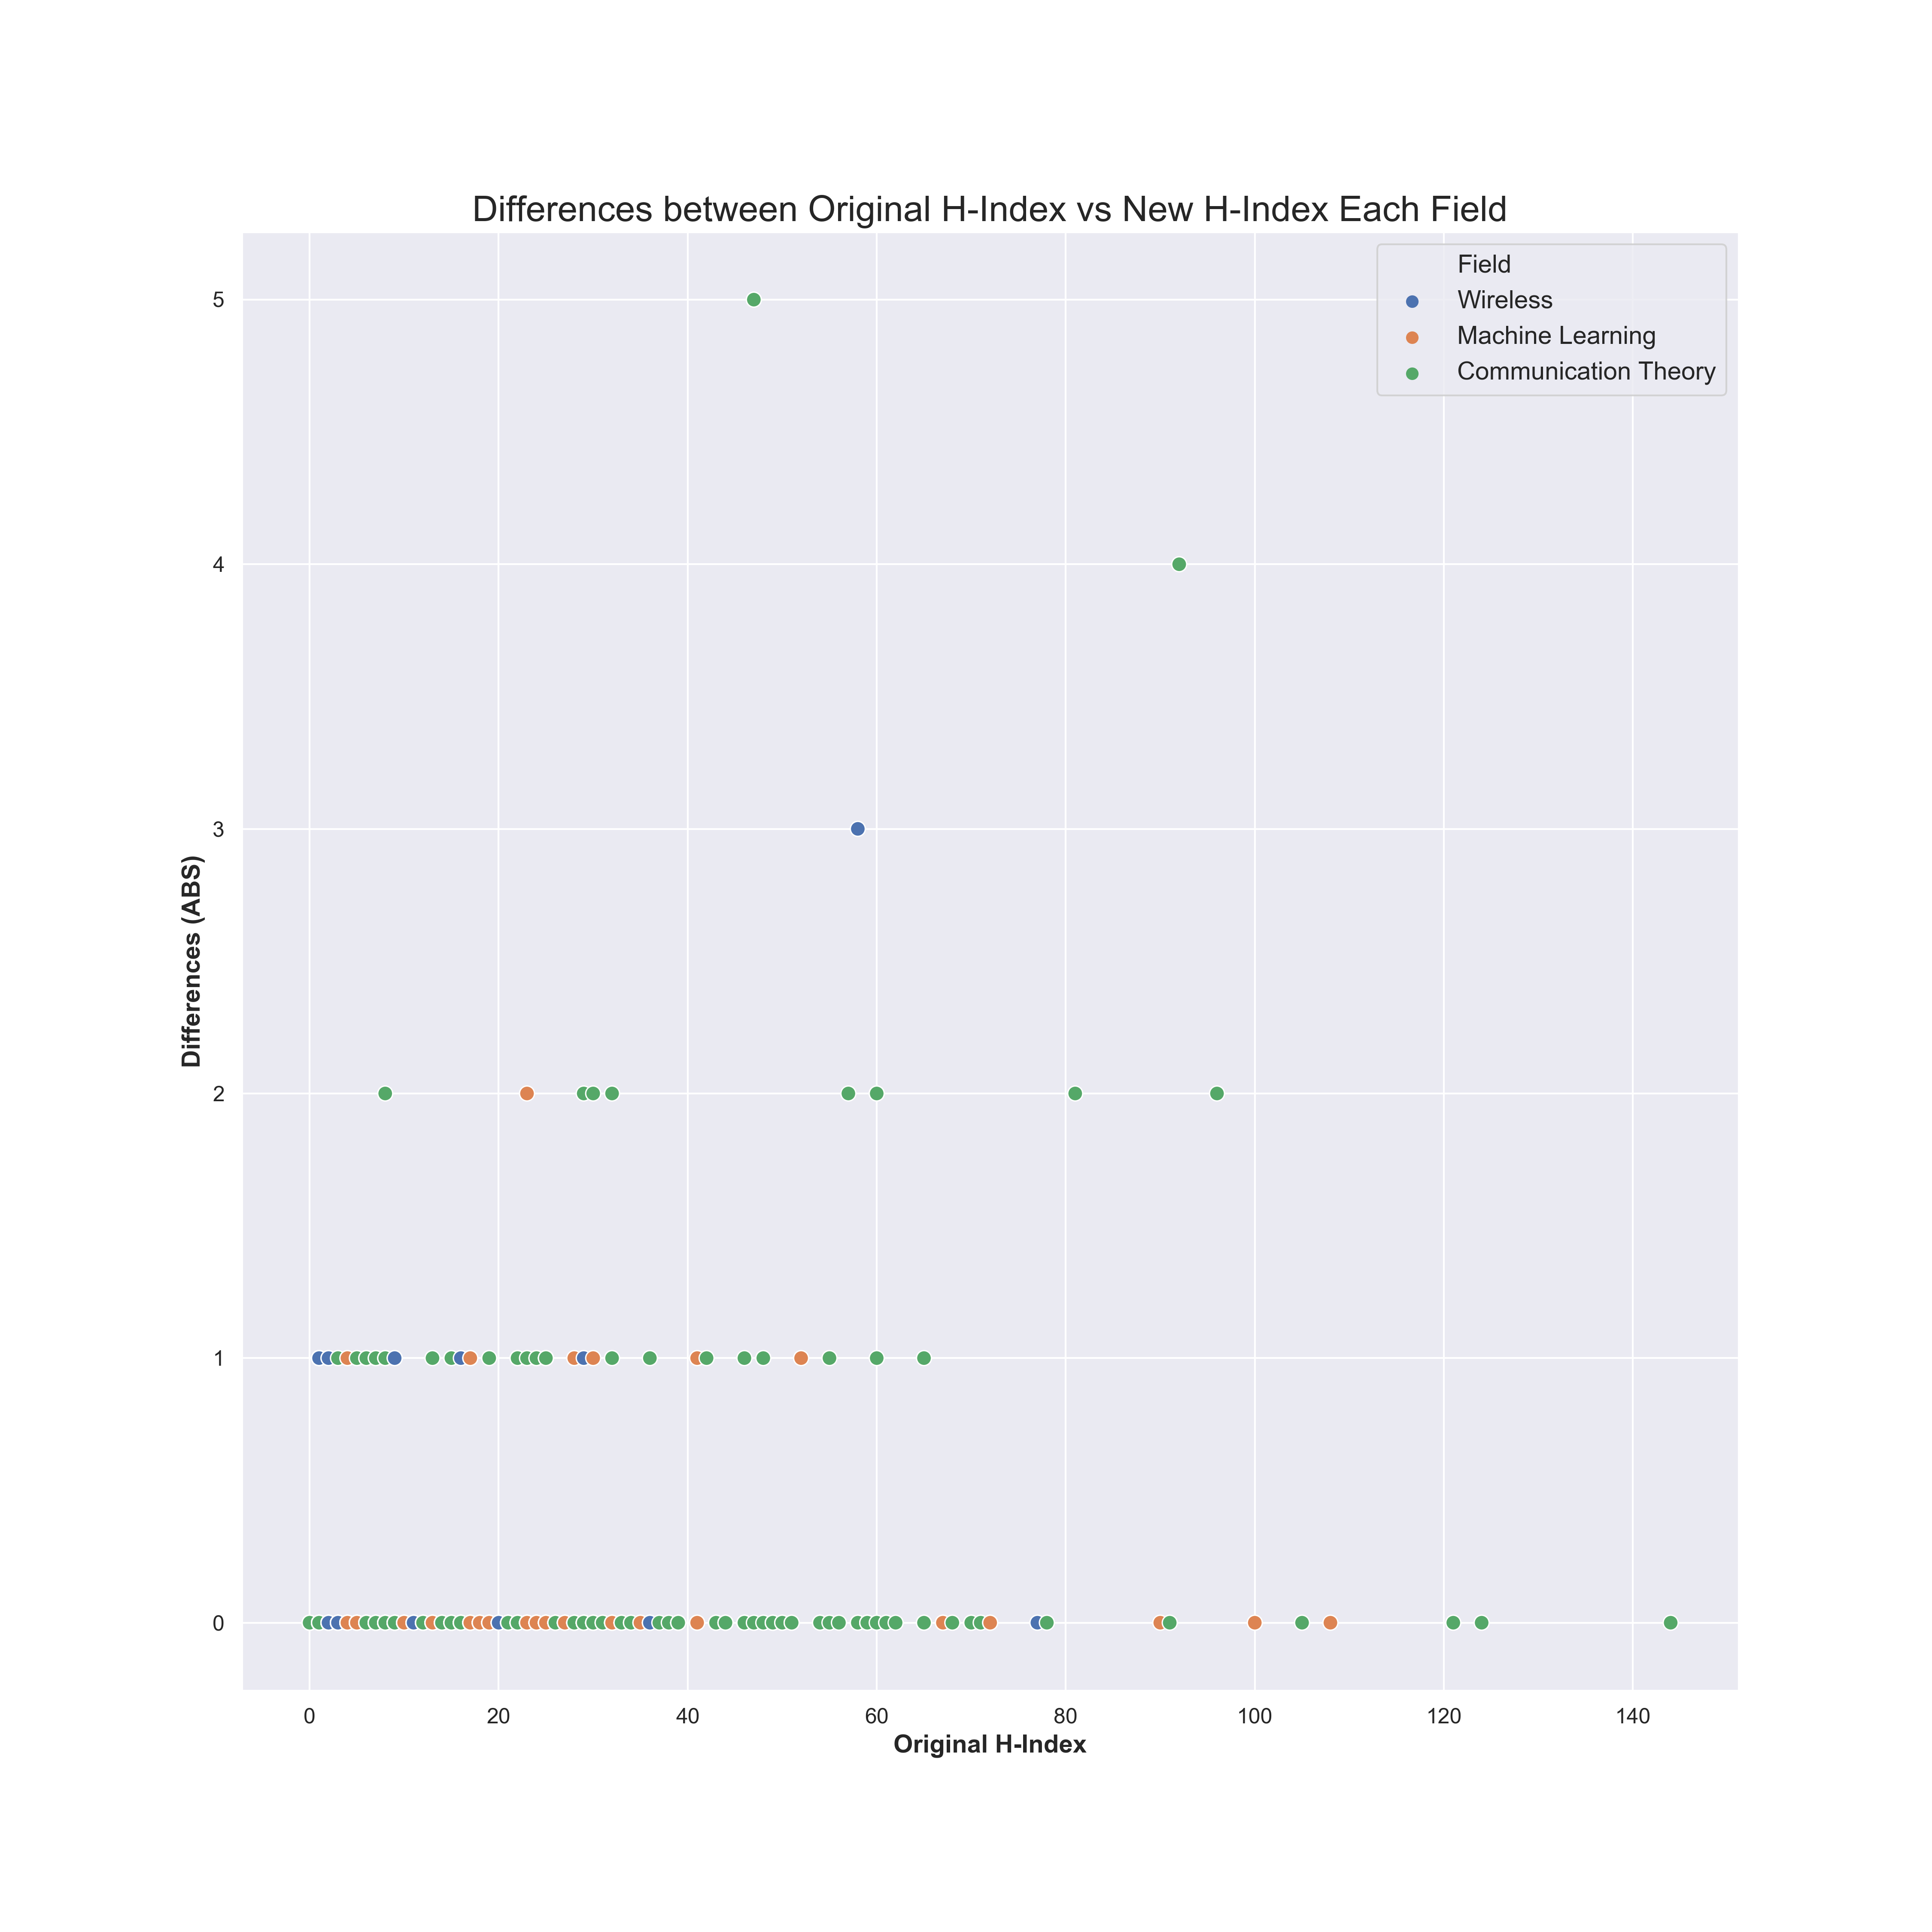 Differences between Original H-Index vs New H-Index Each Field
Field
Wireless
Machine Learning
Communication Theory
5
4
3
2
1
0
Differences (ABS)
0 20 40 60 80 100 120 140
Original H-Index